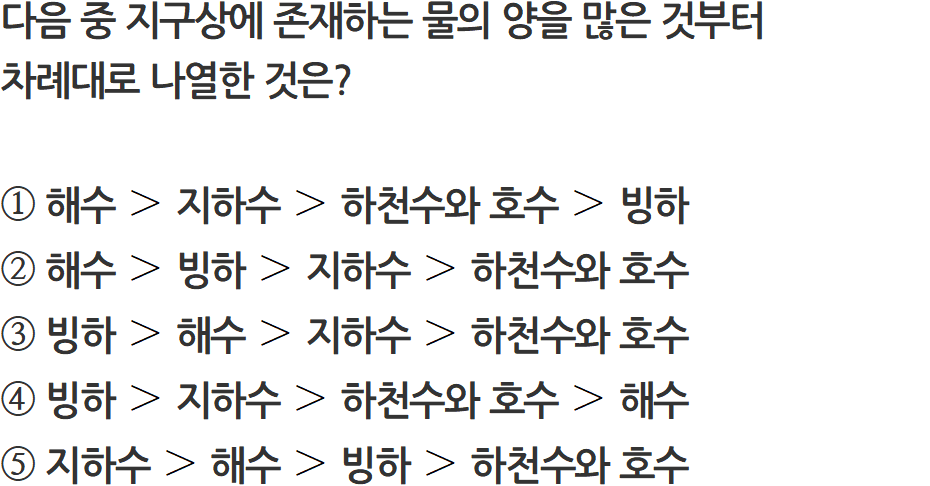 다음 중 지구상에 존재하는 물의 양을 많은 것부터
차례대로 나열한 것은?
① 해수 > 지하수 > 하천수와 호수 > 빙하
② 해수 > 빙하 > 지하수 > 하천수와 호수
③ 빙하 > 해수 > 지하수 > 하천수와 호수
④ 빙하 > 지하수 > 하천수와 호수 > 해수
⑤ 지하수 > 해수 > 빙하 > 하천수와 호수